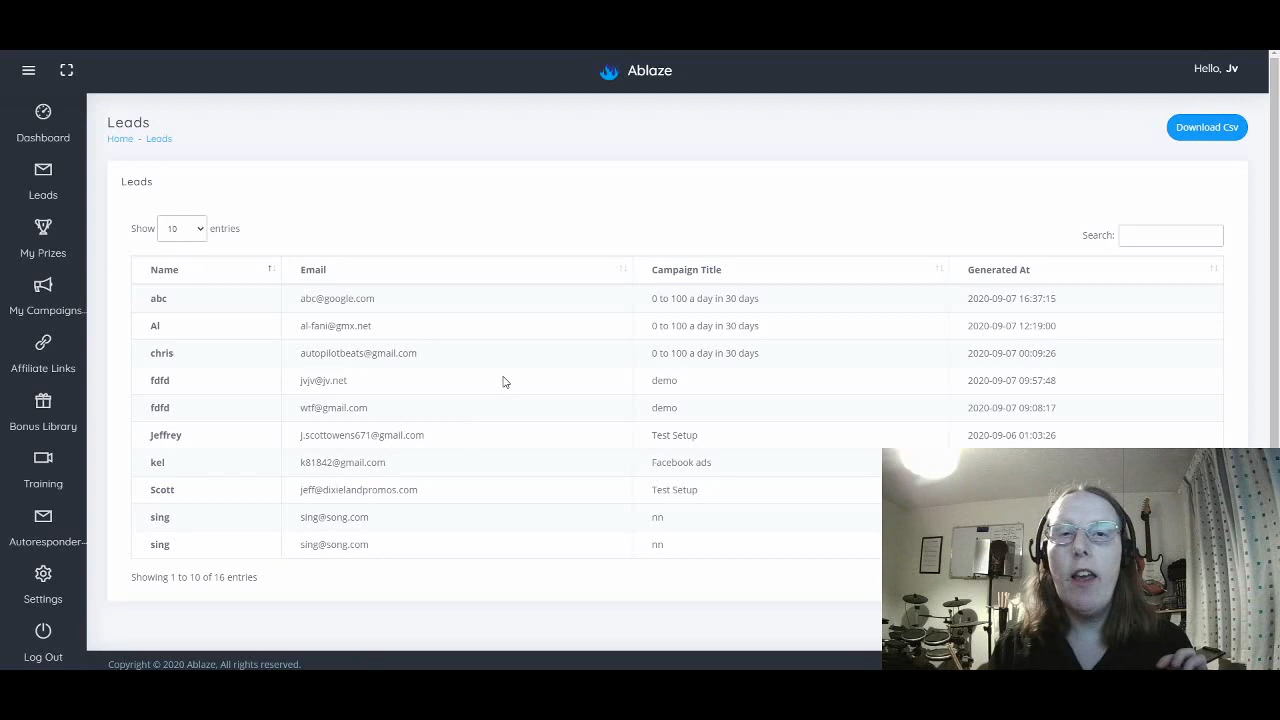 Ablaze
Hello, Jv
Dashboard
Leads
My Prizes
My Campaigns..
Affiliate Links
Bonus Library
Training
Autoresponder..
Settings
Log Out
Leads
Home - Leads
Download Csv
Leads
Show 10 entries
Search:
Name Email Campaign Title Generated At
abc abc@google.com 0 to 100 a day in 30 days 2020-09-07 16:37:15
Al al-fani@gmx.net 0 to 100 a day in 30 days 2020-09-07 12:19:00
chris autopilotbeats@gmail.com 0 to 100 a day in 30 days 2020-09-07 00:09:26
fdfd jvjv@jv.net demo 2020-09-07 09:57:48
fdfd wtf@gmail.com demo 2020-09-07 09:08:17
Jeffrey j.scottowens671@gmail.com Test Setup 2020-09-06 01:03:26
kel k81842@gmail.com Facebook ads
Scott jeff@dixielandpromos.com Test Setup
sing sing@song.com nn
sing sing@song.com nn
Showing 1 to 10 of 16 entries
Copyright © 2020 Ablaze, All rights reserved.